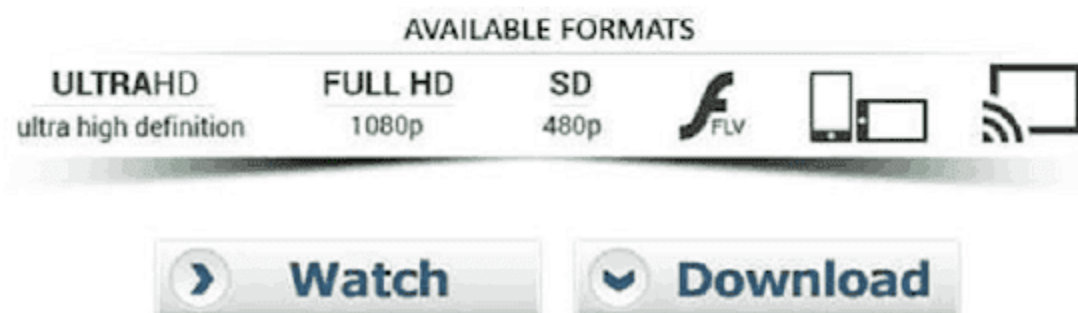 AVAILABLE FORMATS
ULTRAHD FULL HD SD
ultra high definition 1080p 480p FLV
Watch Download